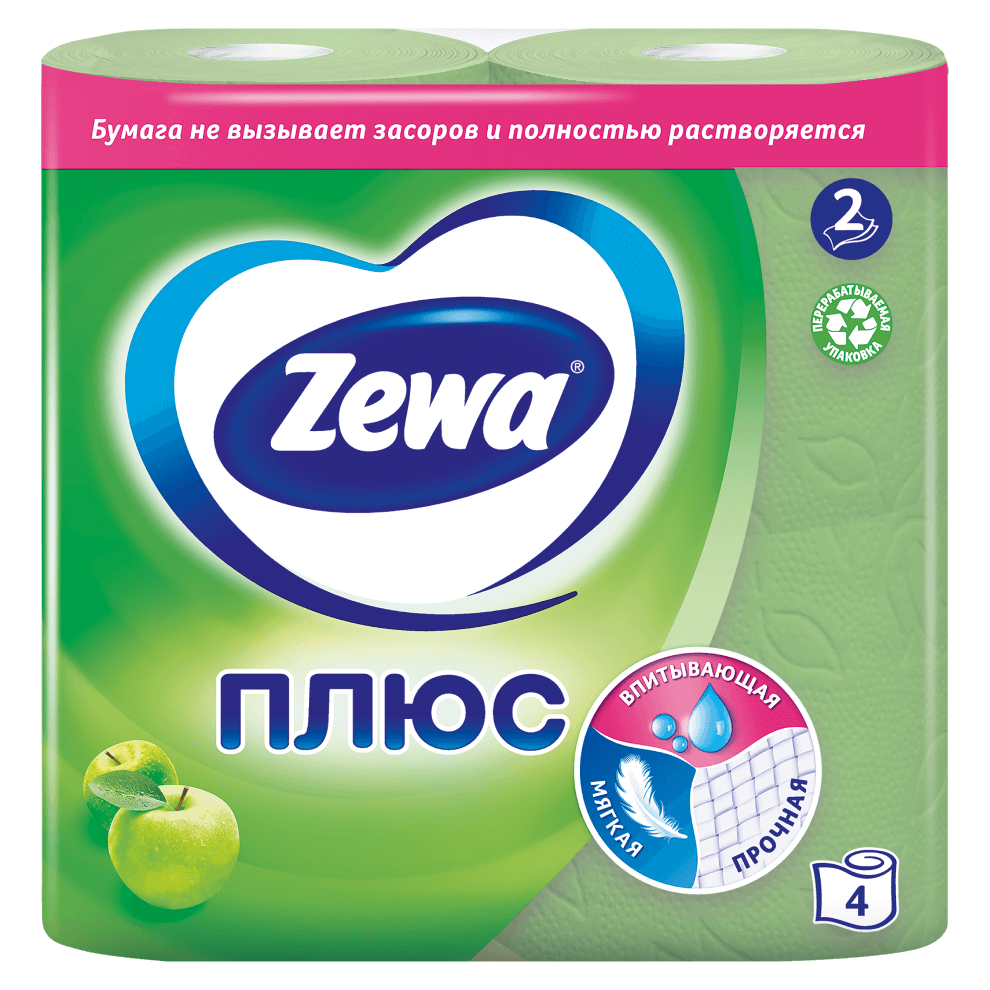 Бумага не вызывает засоров и полностью растворяется
2
ПЕРЕРАБАТЫВАЕМАЯ
УПАКОВКА
Zewa®
ПЛЮС
ВПИТЫВАЮЩАЯ
МЯГКАЯ
ПРОЧНАЯ
4